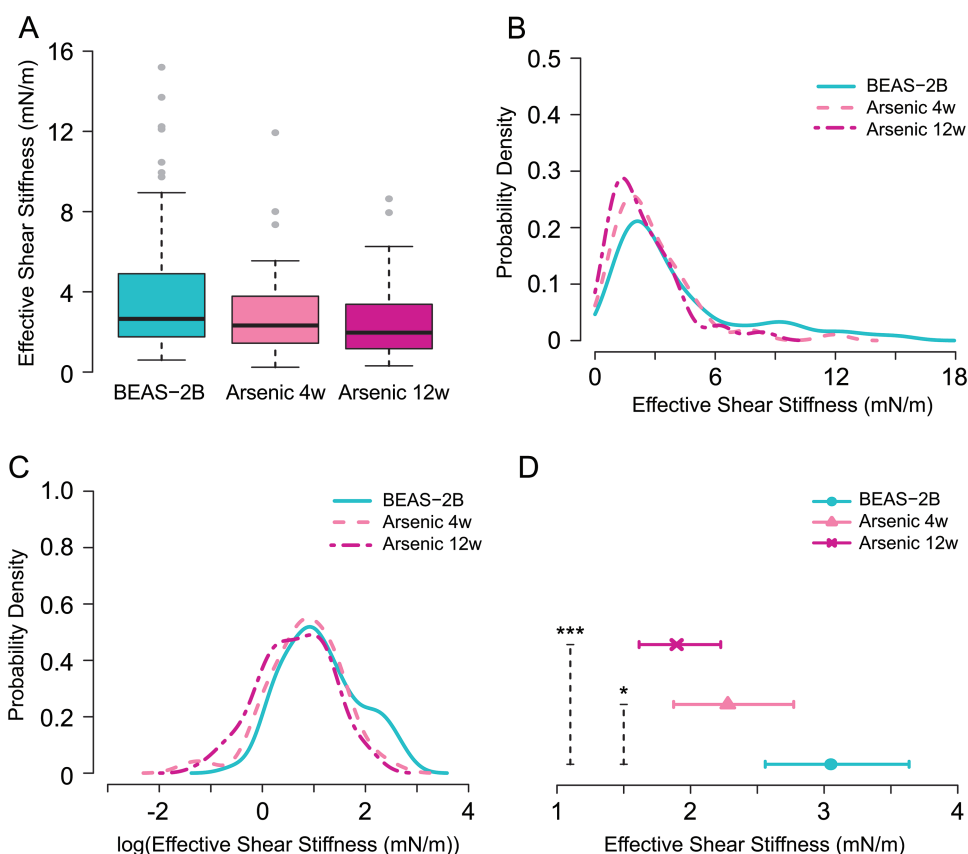 A
Effective Shear Stiffness (mN/m)
16
12
8
4
0
BEAS−2B Arsenic 4w Arsenic 12w
B
Probability Density
0.5
0.4
0.3
0.2
0.1
0
BEAS−2B
Arsenic 4w
Arsenic 12w
0 6 12 18
Effective Shear Stiffness (mN/m)
C
Probability Density
1.0
0.8
0.6
0.4
0.2
0
BEAS−2B
Arsenic 4w
Arsenic 12w
-2 0 2 4
log(Effective Shear Stiffness (mN/m))
D
BEAS−2B
Arsenic 4w
Arsenic 12w
***
*
1 2 3 4
Effective Shear Stiffness (mN/m)